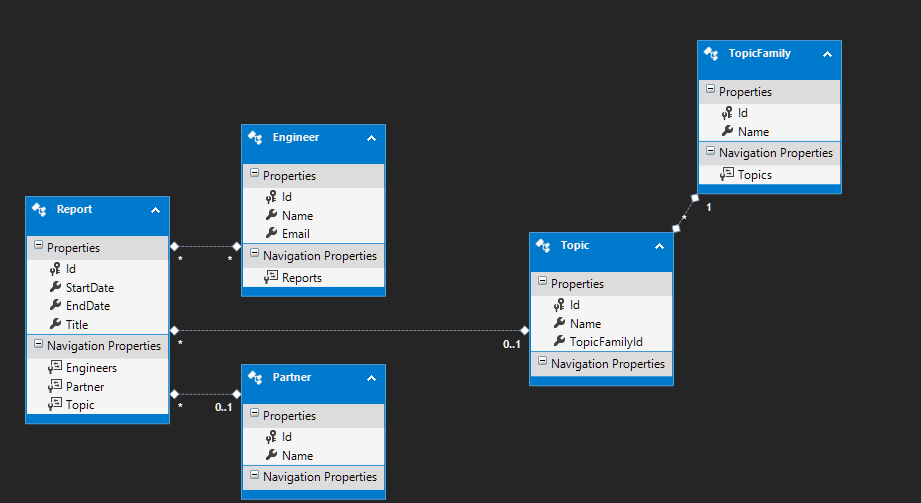 TopicFamily
Properties
Id
Name
Navigation Properties
Topics
1
*
Engineer
Properties
Id
Name
Email
Navigation Properties
Reports
Report
Properties
Id
StartDate
EndDate
Title
Navigation Properties
Engineers
Partner
Topic
*
*
*
0..1
*
0..1
Topic
Properties
Id
Name
TopicFamilyId
Navigation Properties
Partner
Properties
Id
Name
Navigation Properties